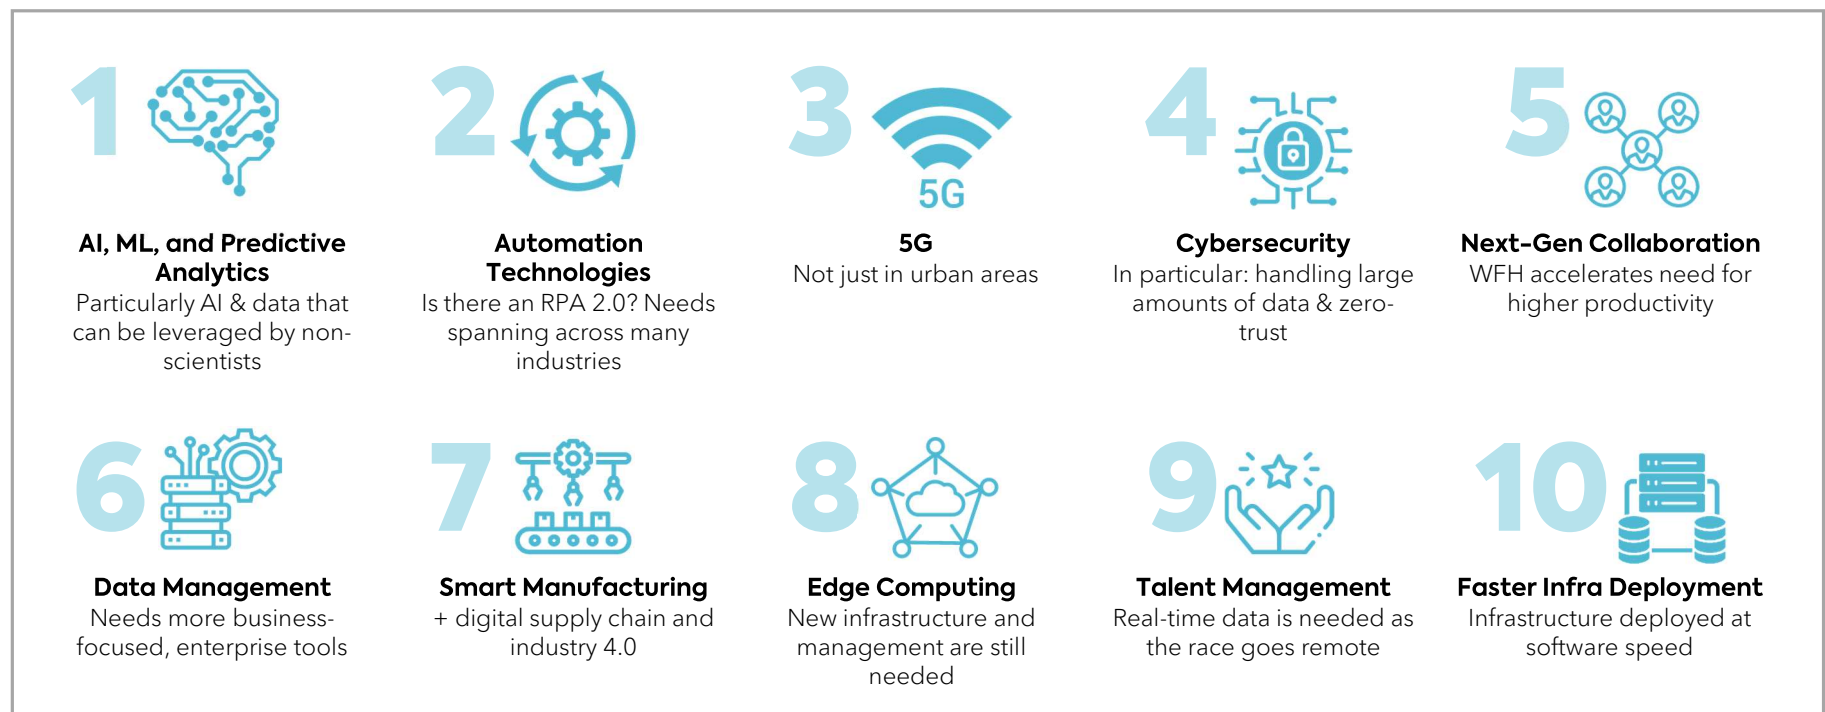 1
AI, ML, and Predictive
Analytics
Particularly AI & data that
can be leveraged by non-
scientists
2
Automation
Technologies
Is there an RPA 2.0? Needs
spanning across many
industries
3
5G
5G
Not just in urban areas
4
Cybersecurity
In particular: handling large
amounts of data & zero-
trust
5
Next-Gen Collaboration
WFH accelerates need for
higher productivity
6
Data Management
Needs more business-
focused, enterprise tools
7
Smart Manufacturing
+ digital supply chain and
industry 4.0
8
Edge Computing
New infrastructure and
management are still
needed
9
Talent Management
Real-time data is needed as
the race goes remote
10
Faster Infra Deployment
Infrastructure deployed at
software speed